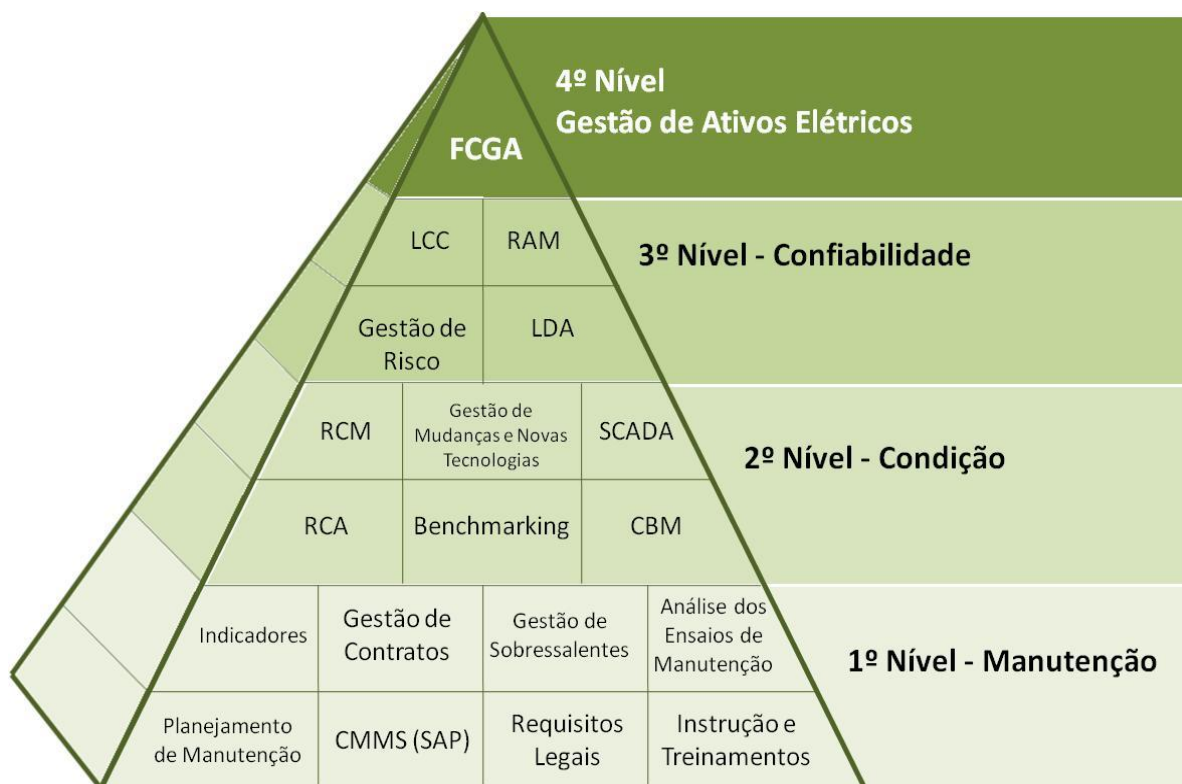 4º Nível
Gestão de Ativos Elétricos
FCGA
LCC
RAM
3º Nível - Confiabilidade
Gestão de
Risco
LDA
RCM
Gestão de
Mudanças e Novas
Tecnologias
SCADA
2º Nível - Condição
RCA
Benchmarking
CBM
Indicadores
Gestão de
Contratos
Gestão de
Sobressalentes
Análise dos
Ensaios de
Manutenção
1º Nível - Manutenção
Planejamento
de Manutenção
CMMS (SAP)
Requisitos
Legais
Instrução e
Treinamentos